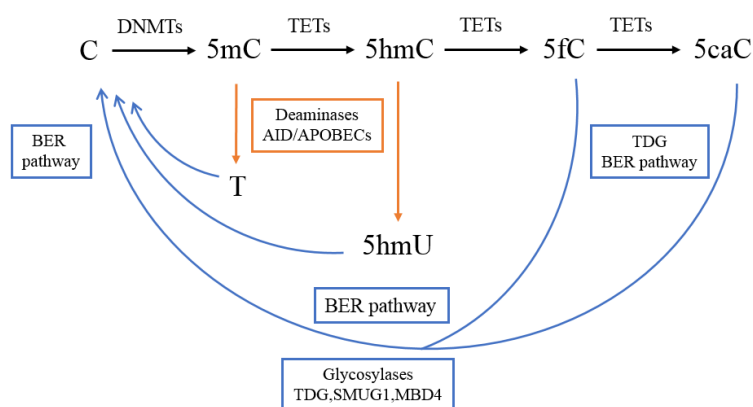 DNMTs TETs TETs TETs
C 5mC 5hmC 5fC 5caC
Deaminases
AID/APOBECs
BER
pathway
TDG
BER pathway
T
5hmU
BER pathway
Glycosylases
TDG,SMUG1,MBD4